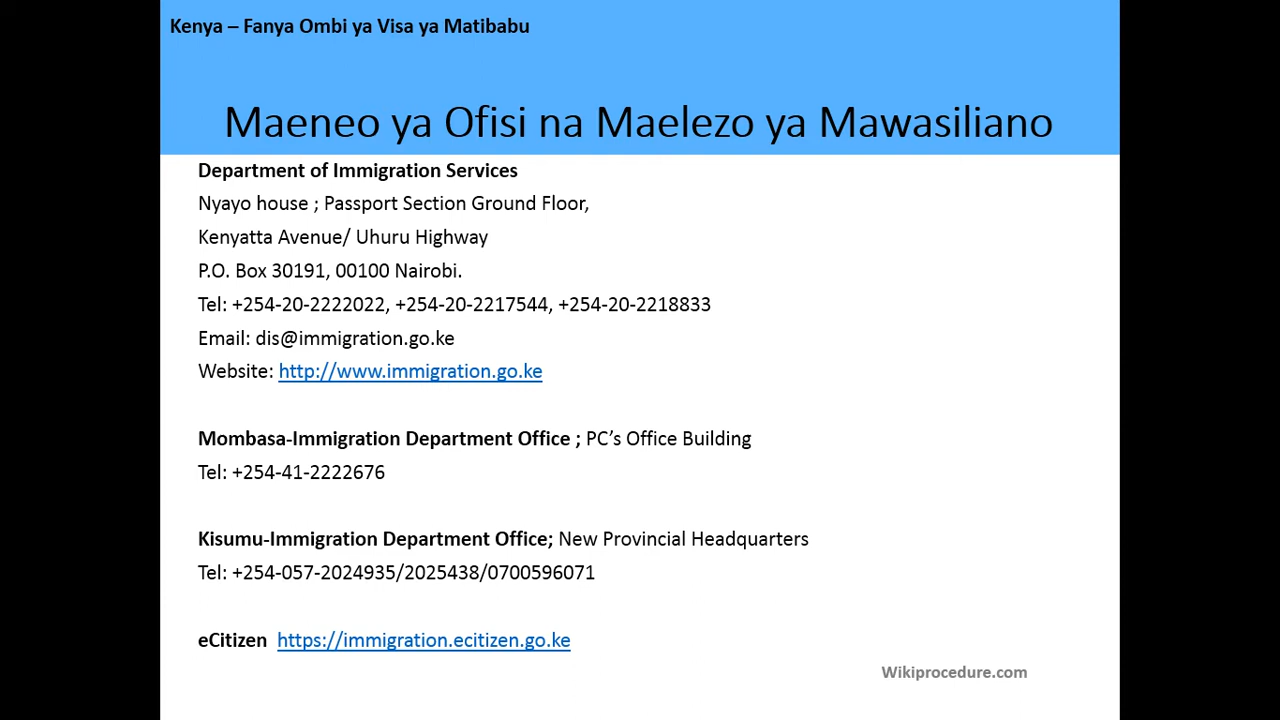 Kenya – Fanya Ombi ya Visa ya Matibabu
Maeneo ya Ofisi na Maelezo ya Mawasiliano
Department of Immigration Services
Nyayo house ; Passport Section Ground Floor,
Kenyatta Avenue/ Uhuru Highway
P.O. Box 30191, 00100 Nairobi.
Tel: +254-20-2222022, +254-20-2217544, +254-20-2218833
Email: dis@immigration.go.ke
Website: http://www.immigration.go.ke
Mombasa-Immigration Department Office ; PC’s Office Building
Tel: +254-41-2222676
Kisumu-Immigration Department Office; New Provincial Headquarters
Tel: +254-057-2024935/2025438/0700596071
eCitizen https://immigration.ecitizen.go.ke
Wikiprocedure.com